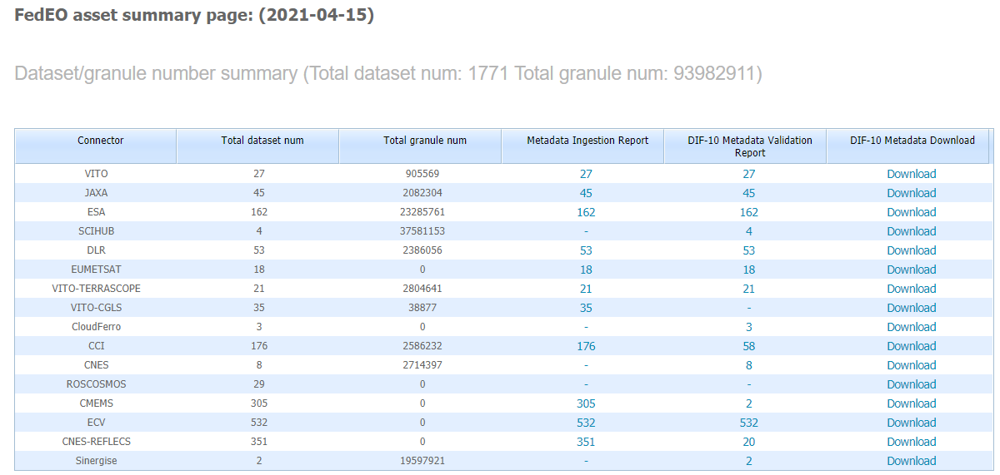 FedEO asset summary page: (2021-04-15)
Dataset/granule number summary (Total dataset num: 1771 Total granule num: 93982911)
Connector Total dataset num Total granule num Metadata Ingestion Report DIF-10 Metadata Validation Report DIF-10 Metadata Download
VITO 27 905569 27 27 Download
JAXA 45 2082304 45 45 Download
ESA 162 23285761 162 162 Download
SCIHUB 4 37581153 - 4 Download
DLR 53 2386056 53 53 Download
EUMETSAT 18 0 18 18 Download
VITO-TERRASCOPE 21 2804641 21 21 Download
VITO-CGLS 35 38877 35 - Download
CloudFerro 3 0 - 3 Download
CCI 176 2586232 176 58 Download
CNES 8 2714397 - 8 Download
ROSCOSMOS 29 0 - - Download
CMEMS 305 0 305 2 Download
ECV 532 0 532 532 Download
CNES-REFLECS 351 0 351 20 Download
Sinergise 2 19597921 - 2 Download